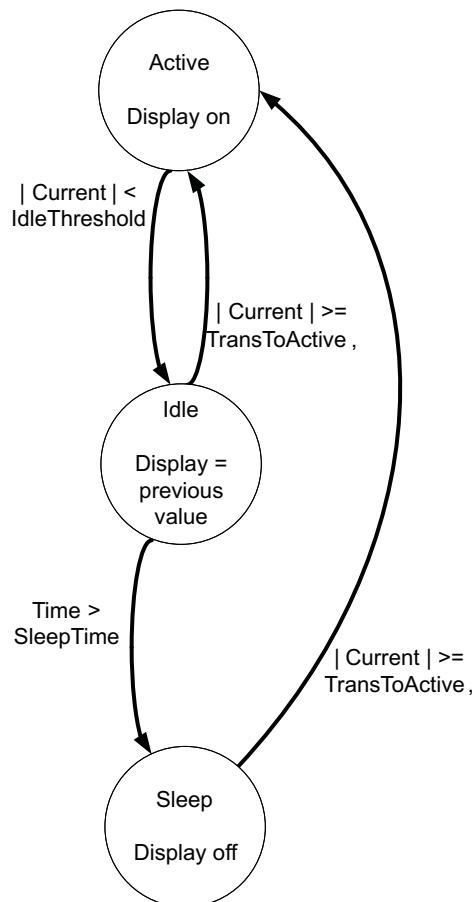 Active
Display on
| Current | <
IdleThreshold
| Current | >=
TransToActive ,
Idle
Display =
previous
value
Time >
SleepTime
| Current | >=
TransToActive ,
Sleep
Display off